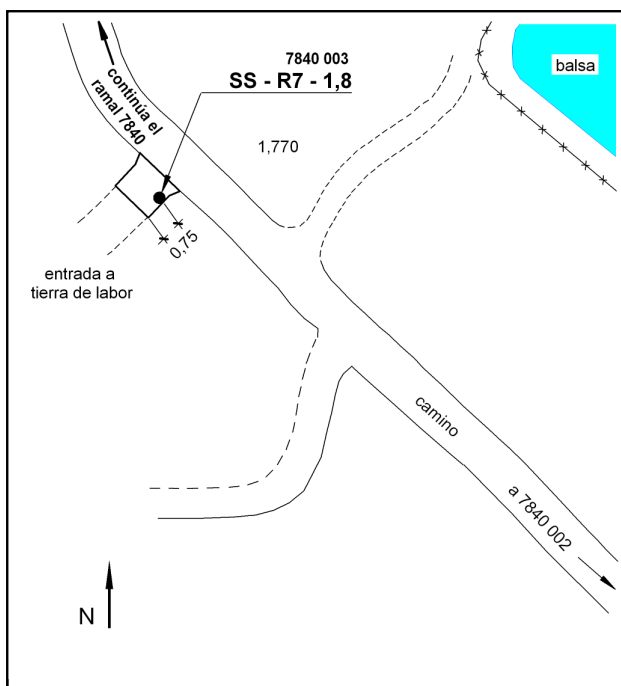 7840 003
SS - R7 - 1,8
balsa
continúa el
ramal 7840
1,770
0,75
entrada a
tierra de labor
camino
a 7840 002
N